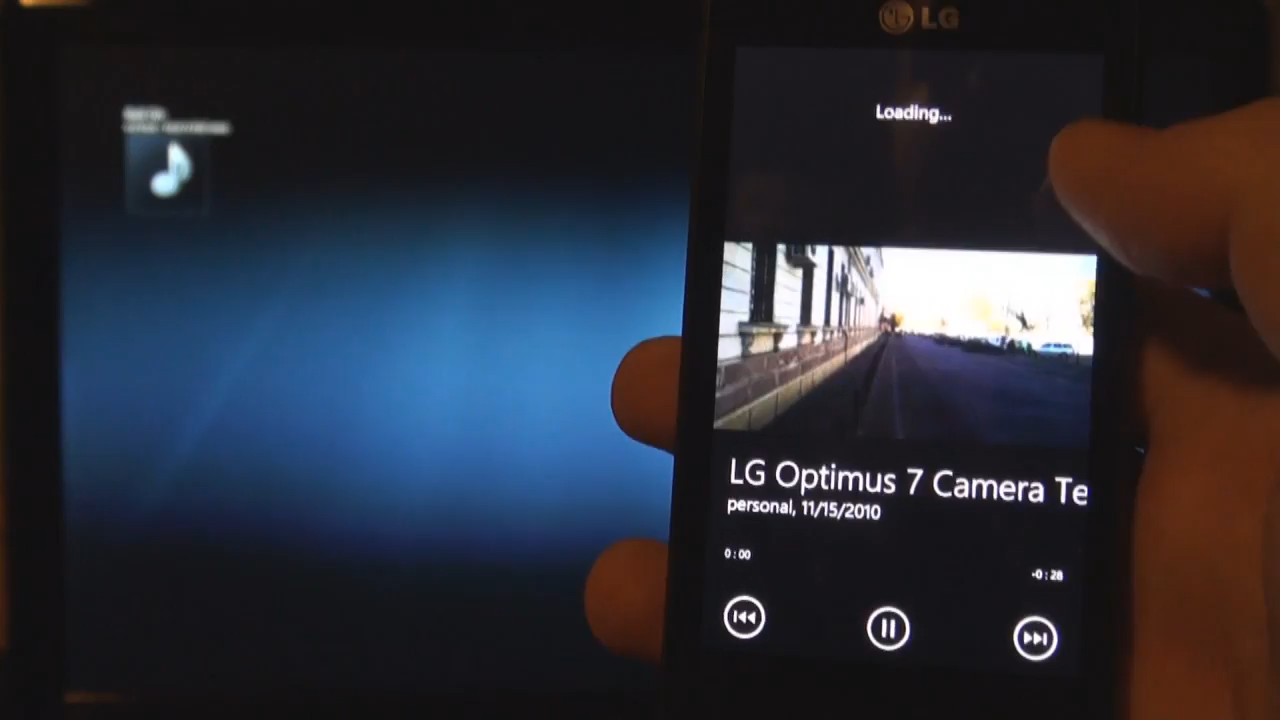 LG
Loading...
LG Optimus 7 Camera Te
personal, 11/15/2010
0:00
-0:28